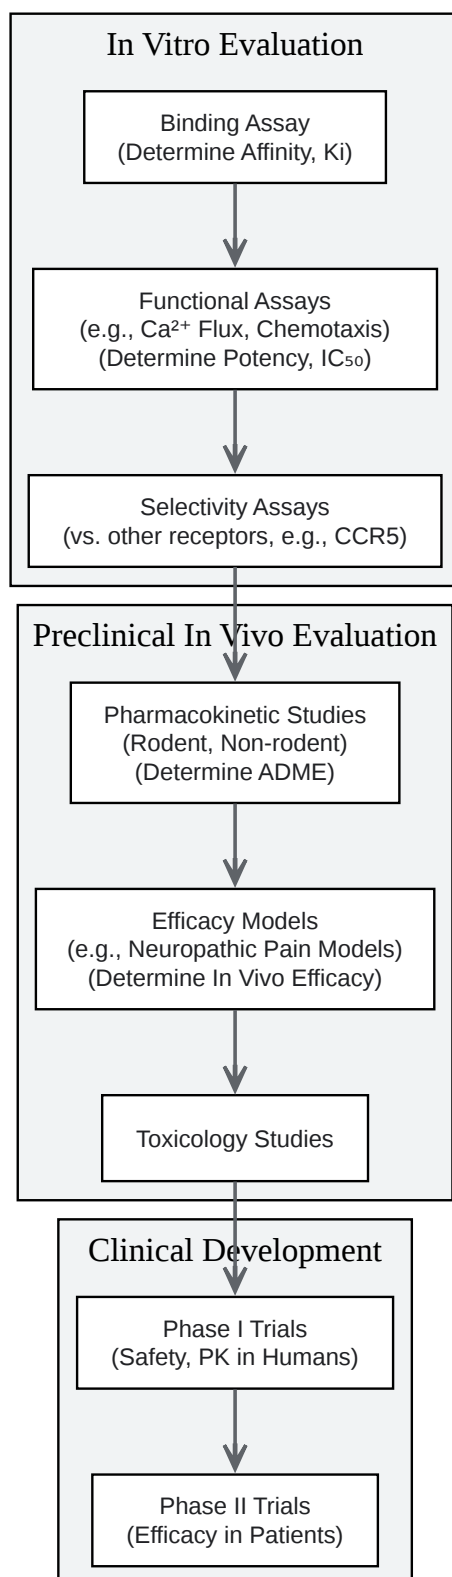 In Vitro Evaluation
Binding Assay
(Determine Affinity, Ki)
Functional Assays
(e.g., Ca²⁺ Flux, Chemotaxis)
(Determine Potency, IC₅₀)
Selectivity Assays
(vs. other receptors, e.g., CCR5)
Preclinical In Vivo Evaluation
Pharmacokinetic Studies
(Rodent, Non-rodent)
(Determine ADME)
Efficacy Models
(e.g., Neuropathic Pain Models)
(Determine In Vivo Efficacy)
Toxicology Studies
Clinical Development
Phase I Trials
(Safety, PK in Humans)
Phase II Trials
(Efficacy in Patients)